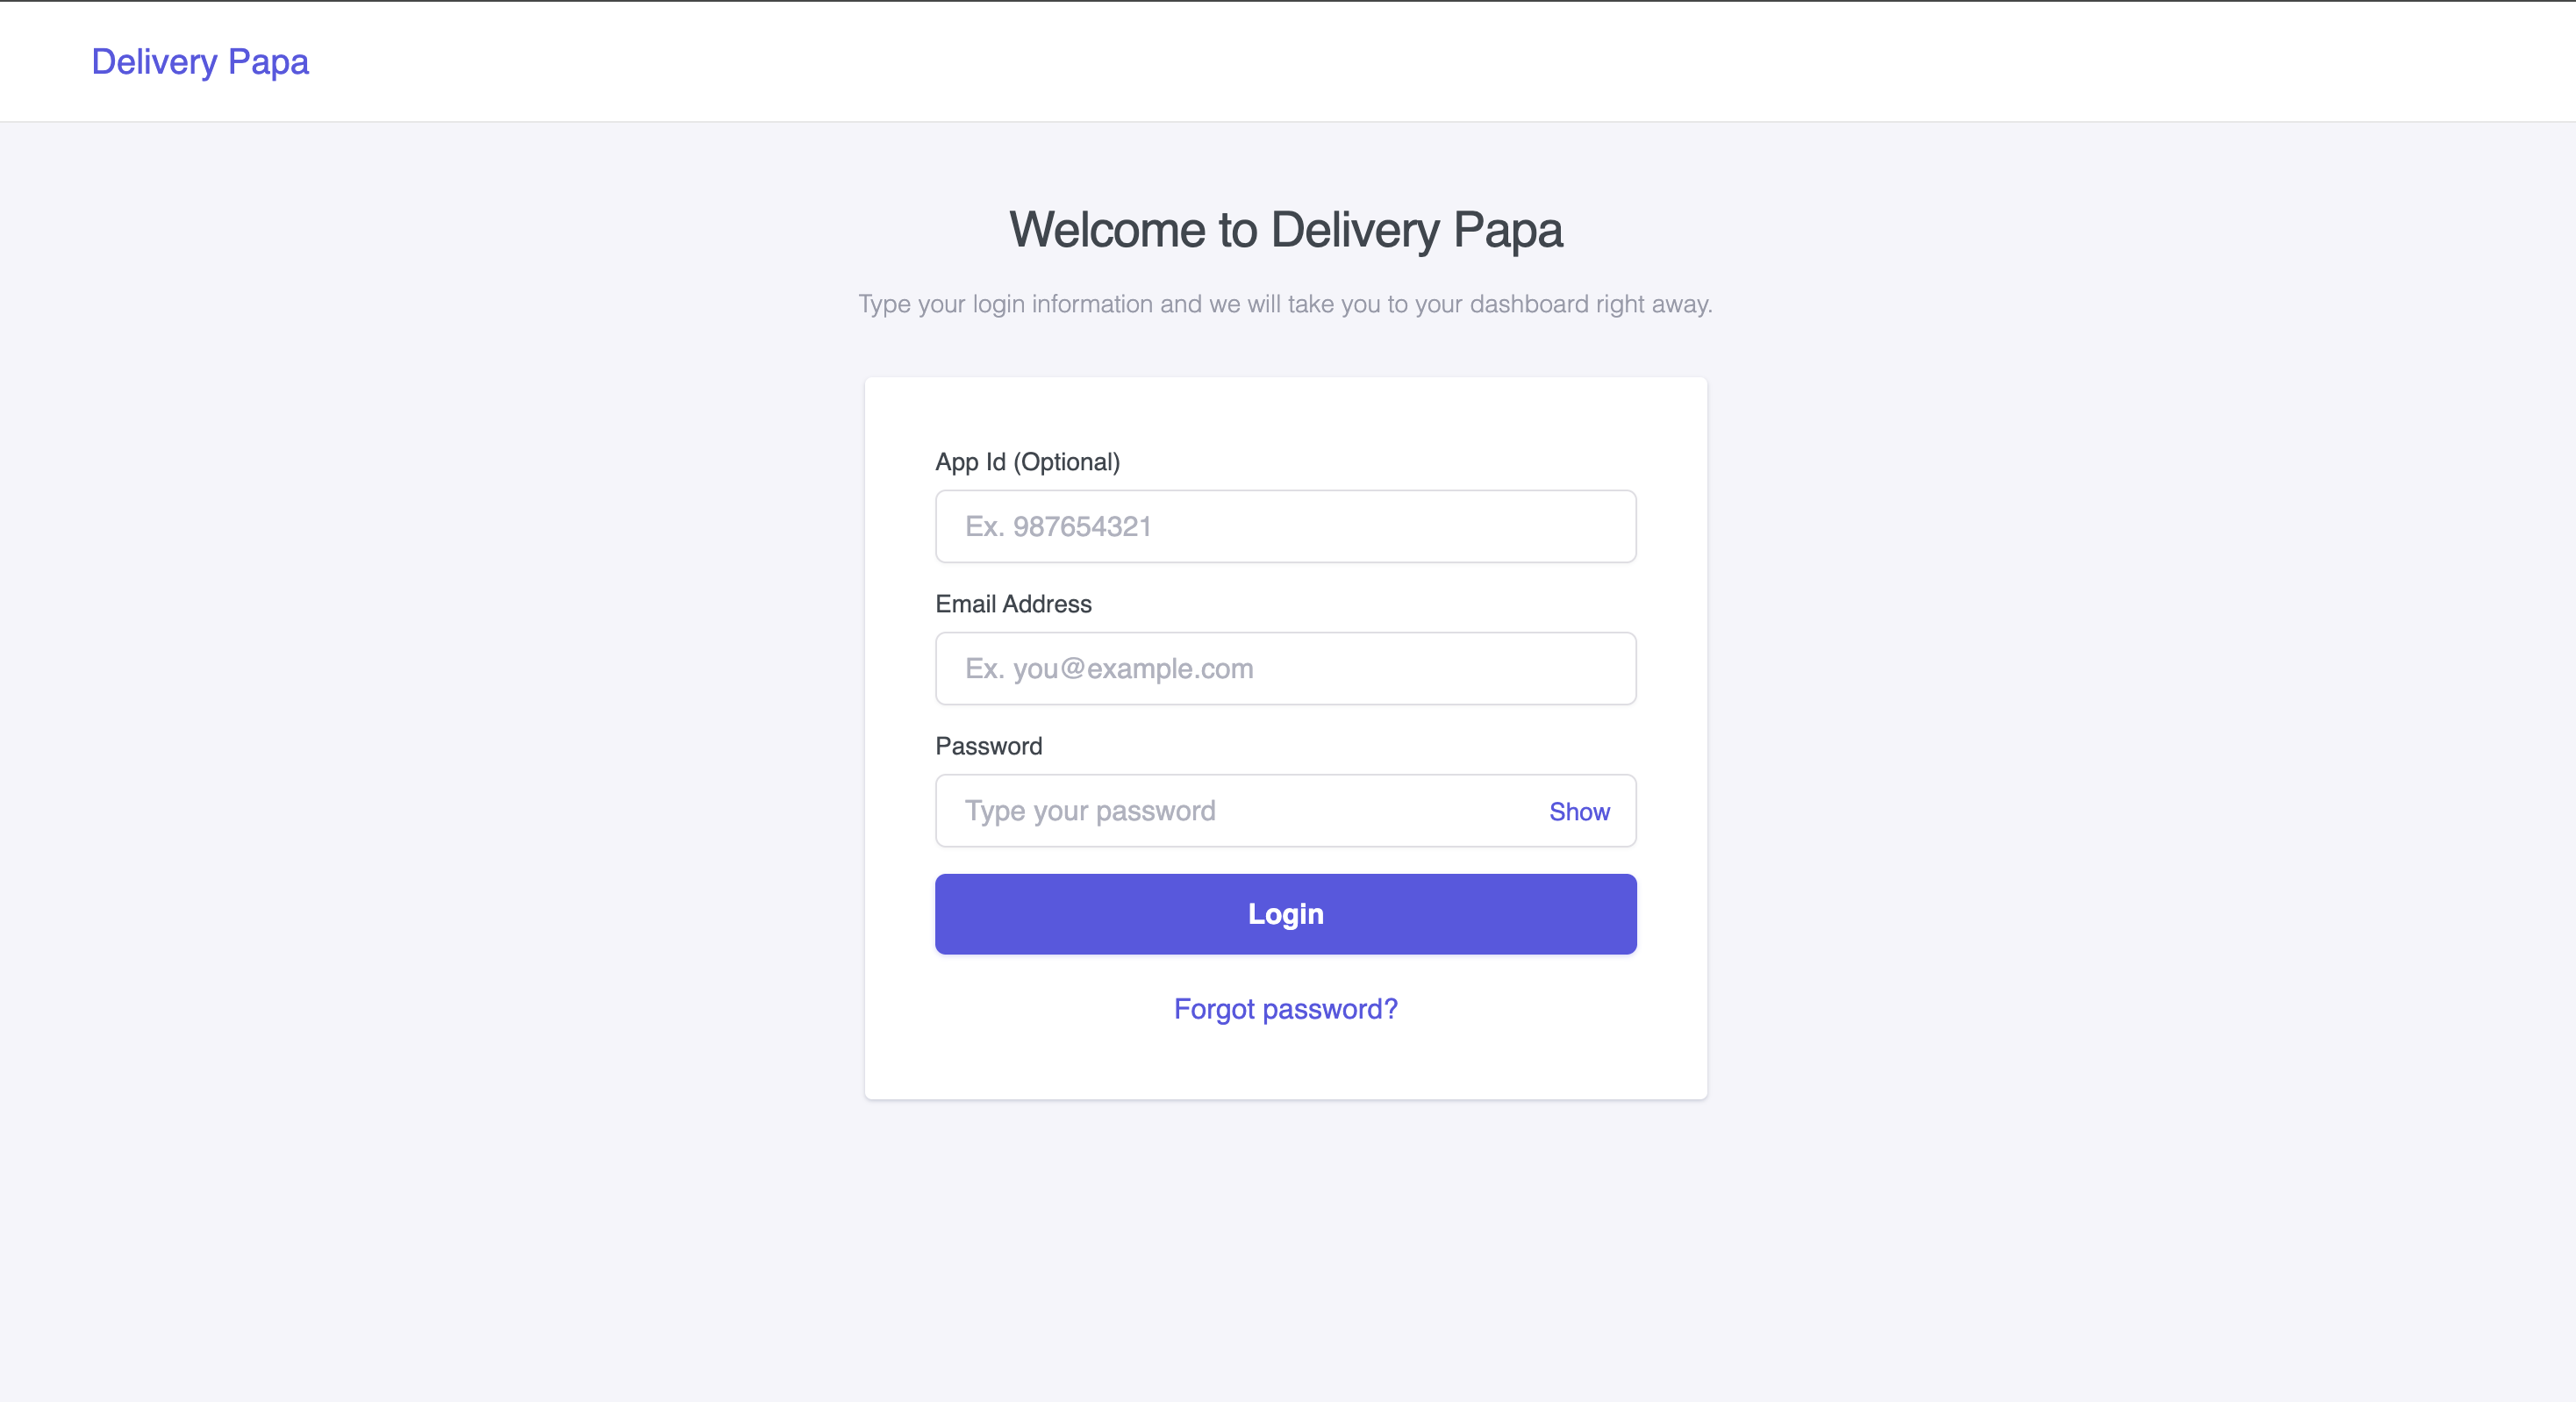 Delivery Papa
Welcome to Delivery Papa
Type your login information and we will take you to your dashboard right away.
App Id (Optional)
Ex. 987654321
Email Address
Ex. you@example.com
Password
Type your password
Show
Login
Forgot password?